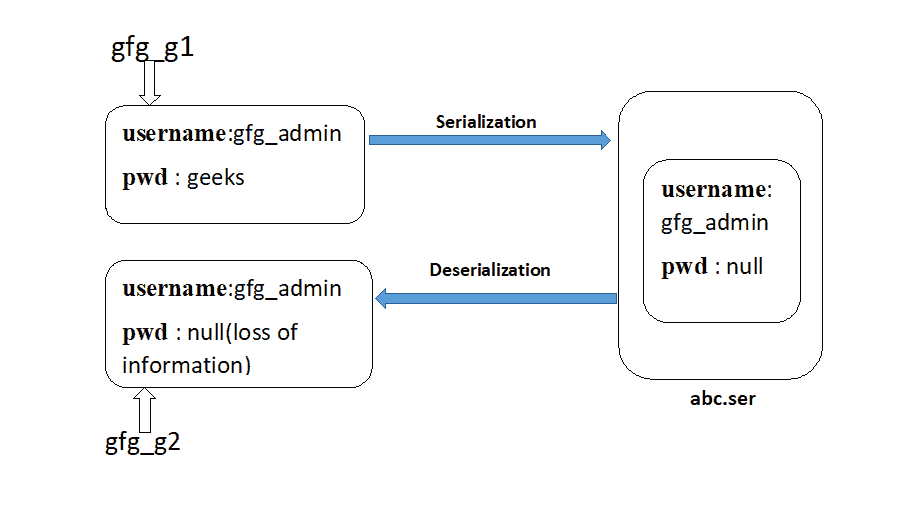 gfg_g1
username:gfg_admin
pwd : geeks
Serialization
username:
gfg_admin
pwd : null
abc.ser
Deserialization
username:gfg_admin
pwd : null(loss of
information)
gfg_g2